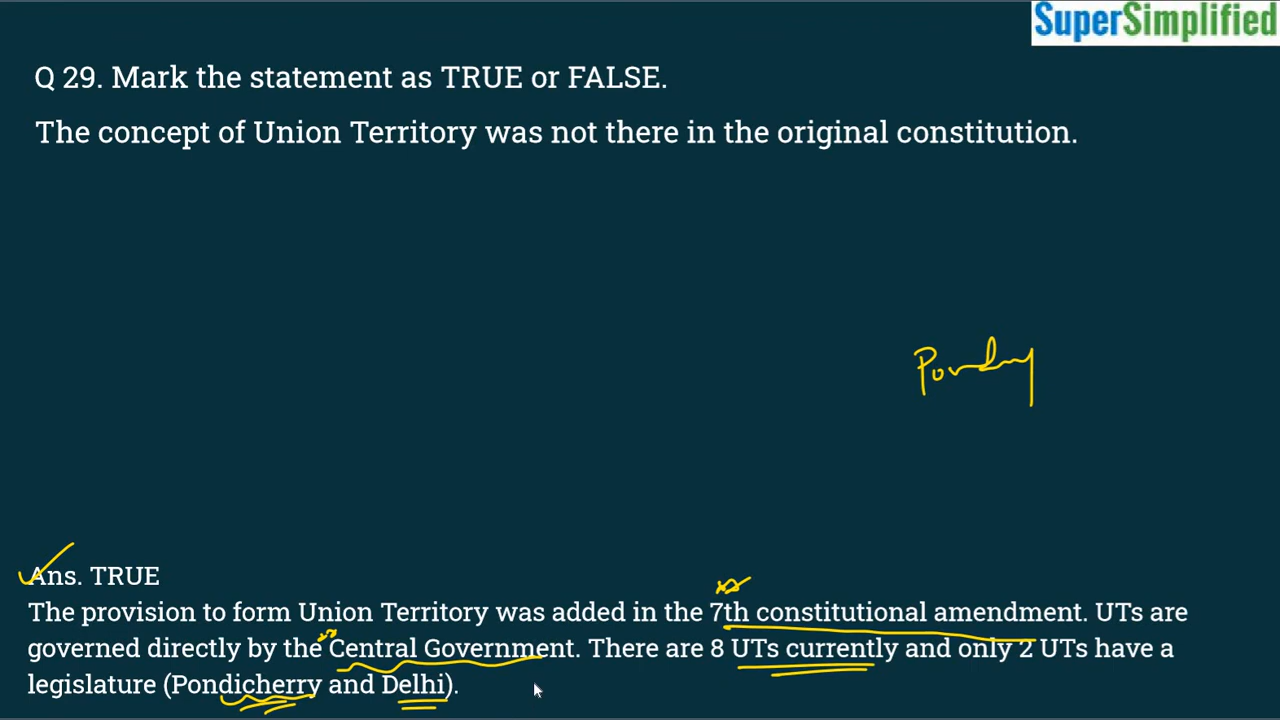 SuperSimplified
Q 29. Mark the statement as TRUE or FALSE.
The concept of Union Territory was not there in the original constitution.
Ans. TRUE
The provision to form Union Territory was added in the 7th constitutional amendment. UTs are
governed directly by the Central Government. There are 8 UTs currently and only 2 UTs have a
legislature (Pondicherry and Delhi).